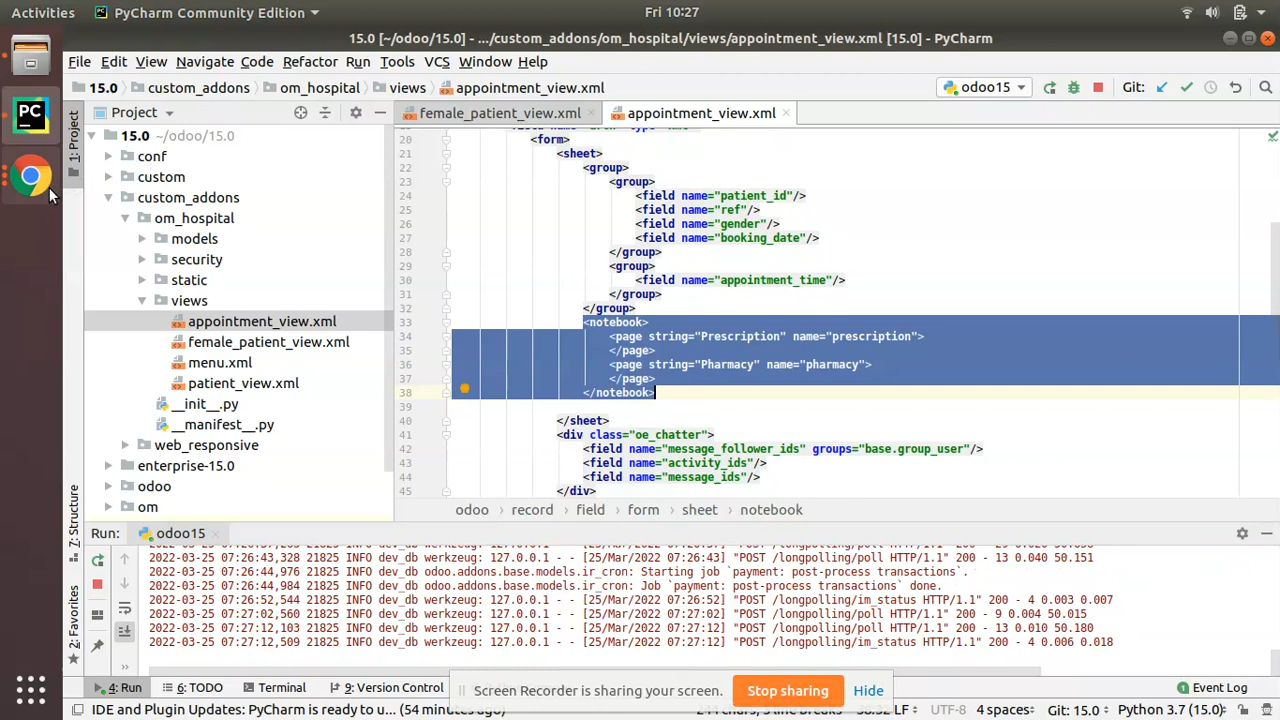 Activities PyCharm Community Edition Fri 10:27
15.0 [~/odoo/15.0] - .../custom_addons/om_hospital/views/appointment_view.xml [15.0] - PyCharm
File Edit View Navigate Code Refactor Run Tools VCS Window Help
15.0 custom_addons om_hospital views appointment_view.xml odoo15 Git:
1: Project
Project
female_patient_view.xml appointment_view.xml
15.0 ~/odoo/15.0
conf
custom
custom_addons
om_hospital
models
security
static
views
appointment_view.xml
female_patient_view.xml
menu.xml
patient_view.xml
__init__.py
__manifest__.py
web_responsive
enterprise-15.0
odoo
om
20 <form>
21 <sheet>
22 <group>
23 <group>
24 <field name="patient_id"/>
25 <field name="ref"/>
26 <field name="gender"/>
27 <field name="booking_date"/>
28 </group>
29 <group>
30 <field name="appointment_time"/>
31 </group>
32 </group>
33 <notebook>
34 <page string="Prescription" name="prescription">
35 </page>
36 <page string="Pharmacy" name="pharmacy">
37 </page>
38 </notebook>
39
40 </sheet>
41 <div class="oe_chatter">
42 <field name="message_follower_ids" groups="base.group_user"/>
43 <field name="activity_ids"/>
44 <field name="message_ids"/>
45 </div>
odoo record field form sheet notebook
7: Structure
2: Favorites
Run: odoo15
2022-03-25 07:26:43,328 21825 INFO dev_db werkzeug: 127.0.0.1 - - [25/Mar/2022 07:26:43] "POST /longpolling/poll HTTP/1.1" 200 - 13 0.040 50.151
2022-03-25 07:26:44,976 21825 INFO dev_db odoo.addons.base.models.ir_cron: Starting job `payment: post-process transactions`.
2022-03-25 07:26:44,984 21825 INFO dev_db odoo.addons.base.models.ir_cron: Job `payment: post-process transactions` done.
2022-03-25 07:26:52,544 21825 INFO dev_db werkzeug: 127.0.0.1 - - [25/Mar/2022 07:26:52] "POST /longpolling/im_status HTTP/1.1" 200 - 4 0.003 0.007
2022-03-25 07:27:02,560 21825 INFO dev_db werkzeug: 127.0.0.1 - - [25/Mar/2022 07:27:02] "POST /longpolling/poll HTTP/1.1" 200 - 9 0.004 50.015
2022-03-25 07:27:12,103 21825 INFO dev_db werkzeug: 127.0.0.1 - - [25/Mar/2022 07:27:12] "POST /longpolling/poll HTTP/1.1" 200 - 13 0.010 50.180
2022-03-25 07:27:12,509 21825 INFO dev_db werkzeug: 127.0.0.1 - - [25/Mar/2022 07:27:12] "POST /longpolling/im_status HTTP/1.1" 200 - 4 0.006 0.018
4: Run 6: TODO Terminal 9: Version Control Event Log
Screen Recorder is sharing your screen. Stop sharing Hide
IDE and Plugin Updates: PyCharm is ready to u... (54 minutes ago) LF UTF-8 4 spaces Git: 15.0 Python 3.7 (15.0)